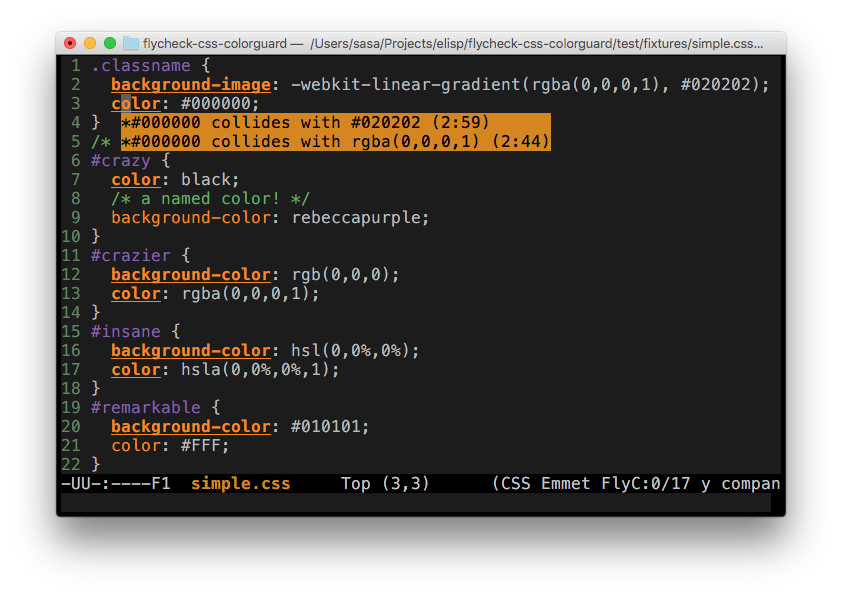 flycheck-css-colorguard — /Users/sasa/Projects/elisp/flycheck-css-colorguard/test/fixtures/simple.css...
1 .classname {
2 background-image: -webkit-linear-gradient(rgba(0,0,0,1), #020202);
3 color: #000000;
4 } *#000000 collides with #020202 (2:59)
5 /* *#000000 collides with rgba(0,0,0,1) (2:44)
6 #crazy {
7 color: black;
8 /* a named color! */
9 background-color: rebeccapurple;
10 }
11 #crazier {
12 background-color: rgb(0,0,0);
13 color: rgba(0,0,0,1);
14 }
15 #insane {
16 background-color: hsl(0,0%,0%);
17 color: hsla(0,0%,0%,1);
18 }
19 #remarkable {
20 background-color: #010101;
21 color: #FFF;
22 }
-UU-:----F1 simple.css Top (3,3) (CSS Emmet FlyC:0/17 y compan